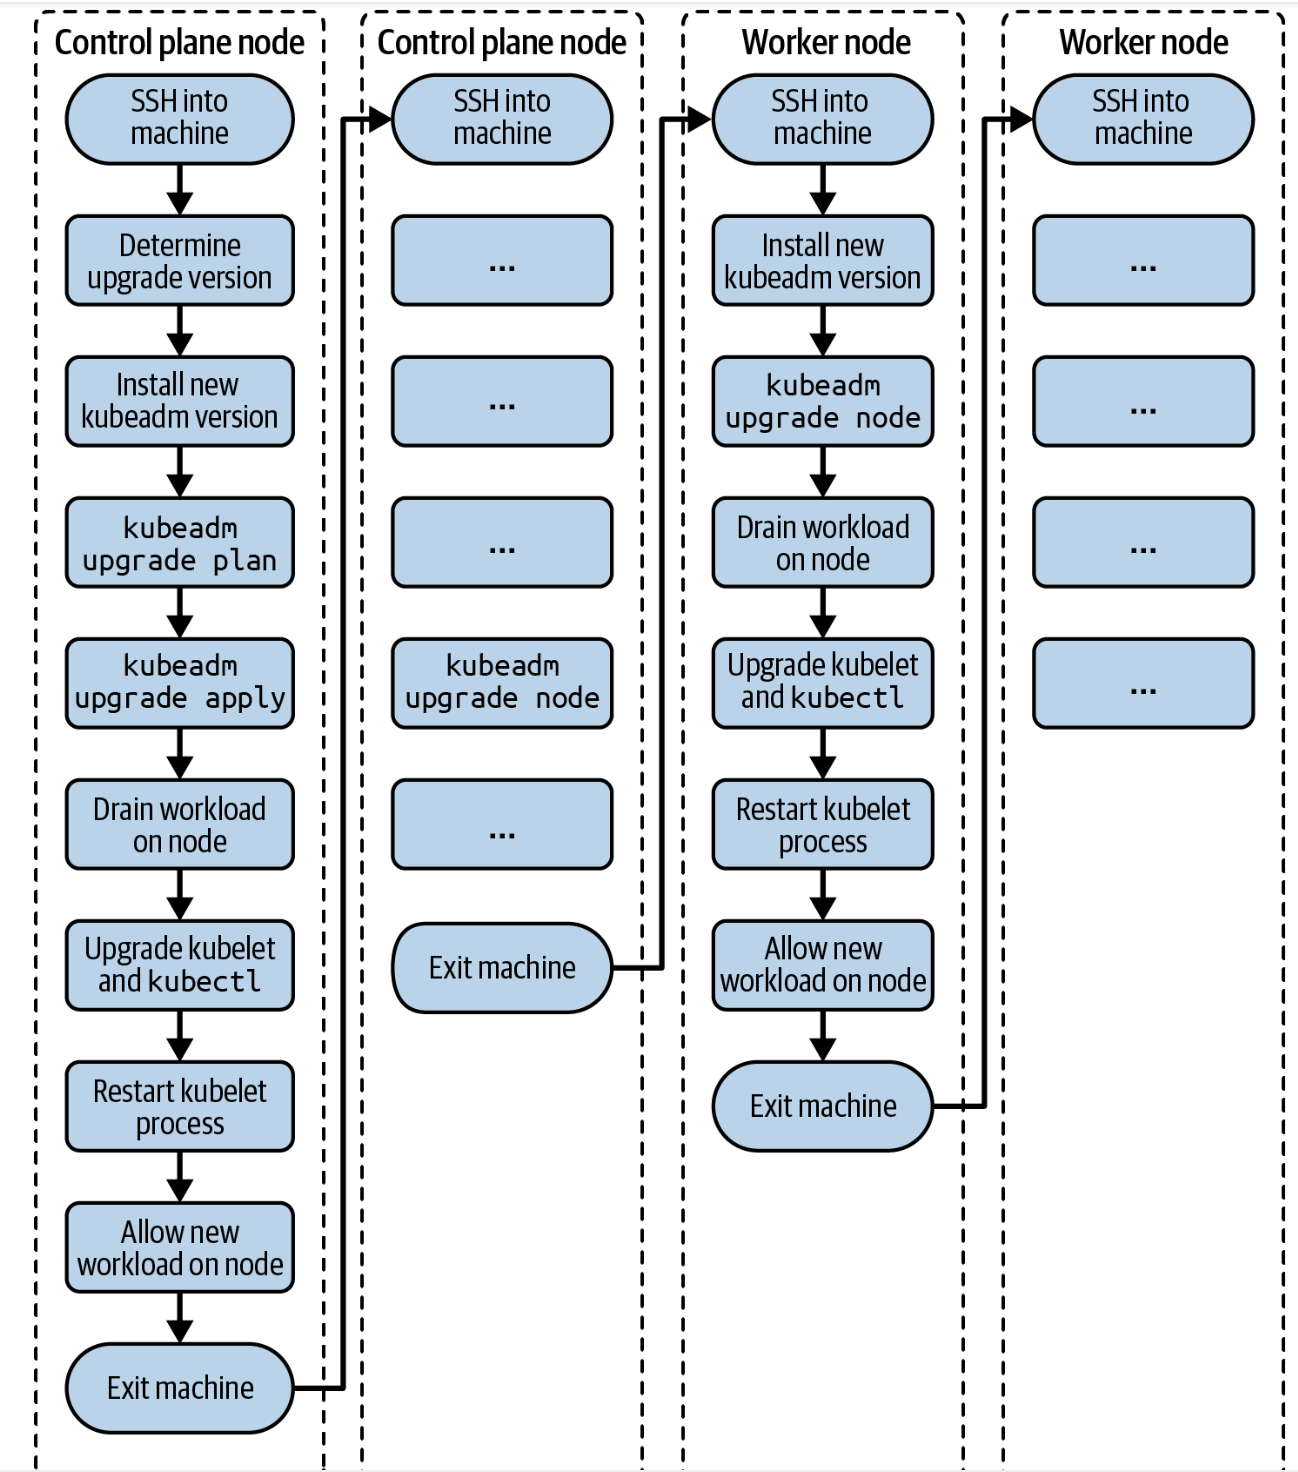 Control plane node
SSH into
machine
Determine
upgrade version
Install new
kubeadm version
kubeadm
upgrade plan
kubeadm
upgrade apply
Drain workload
on node
Upgrade kubelet
and kubectl
Restart kubelet
process
Allow new
workload on node
Exit machine
Control plane node
SSH into
machine
...
...
...
kubeadm
upgrade node
...
Exit machine
Worker node
SSH into
machine
Install new
kubeadm version
kubeadm
upgrade node
Drain workload
on node
Upgrade kubelet
and kubectl
Restart kubelet
process
Allow new
workload on node
Exit machine
Worker node
SSH into
machine
...
...
...
...